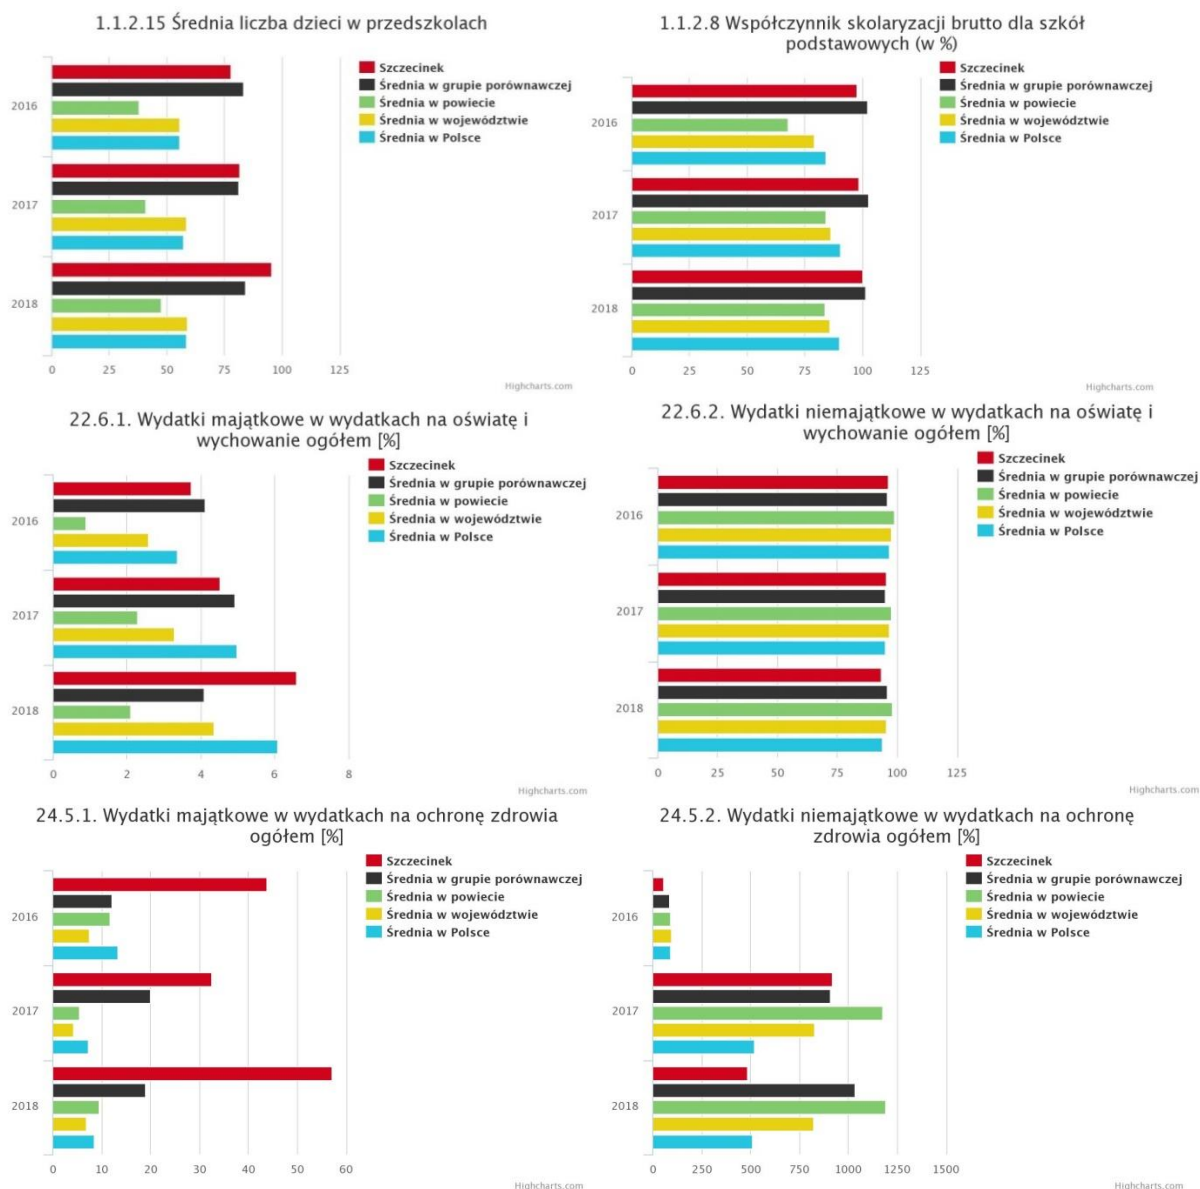 1.1.2.15 Średnia liczba dzieci w przedszkolach
Szczecinek
Średnia w grupie porównawczej
Średnia w powiecie
Średnia w województwie
Średnia w Polsce
2016
2017
2018
0 25 50 75 100 125
Highcharts.com
1.1.2.8 Współczynnik skolaryzacji brutto dla szkół
podstawowych (w %)
Szczecinek
Średnia w grupie porównawczej
Średnia w powiecie
Średnia w województwie
Średnia w Polsce
2016
2017
2018
0 25 50 75 100 125
Highcharts.com
22.6.1. Wydatki majątkowe w wydatkach na oświatę i
wychowanie ogółem [%]
Szczecinek
Średnia w grupie porównawczej
Średnia w powiecie
Średnia w województwie
Średnia w Polsce
2016
2017
2018
0 2 4 6 8
Highcharts.com
22.6.2. Wydatki niemajątkowe w wydatkach na oświatę i
wychowanie ogółem [%]
Szczecinek
Średnia w grupie porównawczej
Średnia w powiecie
Średnia w województwie
Średnia w Polsce
2016
2017
2018
0 25 50 75 100 125
Highcharts.com
24.5.1. Wydatki majątkowe w wydatkach na ochronę zdrowia
ogółem [%]
Szczecinek
Średnia w grupie porównawczej
Średnia w powiecie
Średnia w województwie
Średnia w Polsce
2016
2017
2018
0 10 20 30 40 50 60
Highcharts.com
24.5.2. Wydatki niemajątkowe w wydatkach na ochronę
zdrowia ogółem [%]
Szczecinek
Średnia w grupie porównawczej
Średnia w powiecie
Średnia w województwie
Średnia w Polsce
2016
2017
2018
0 250 500 750 1000 1250 1500
Highcharts.com